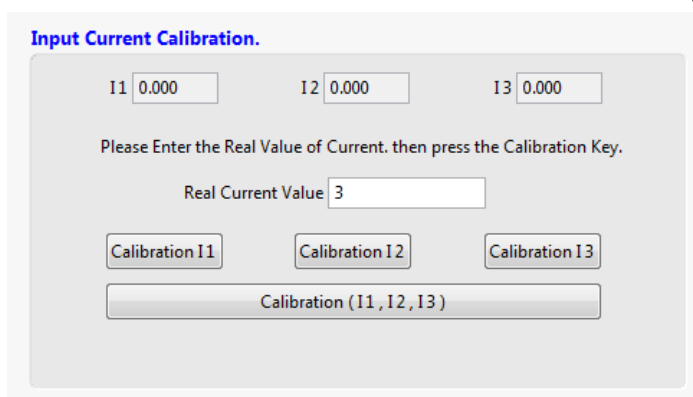 Input Current Calibration.
I1 0.000 I2 0.000 I3 0.000
Please Enter the Real Value of Current. then press the Calibration Key.
Real Current Value 3
Calibration I1 Calibration I2 Calibration I3
Calibration (I1,I2,I3)